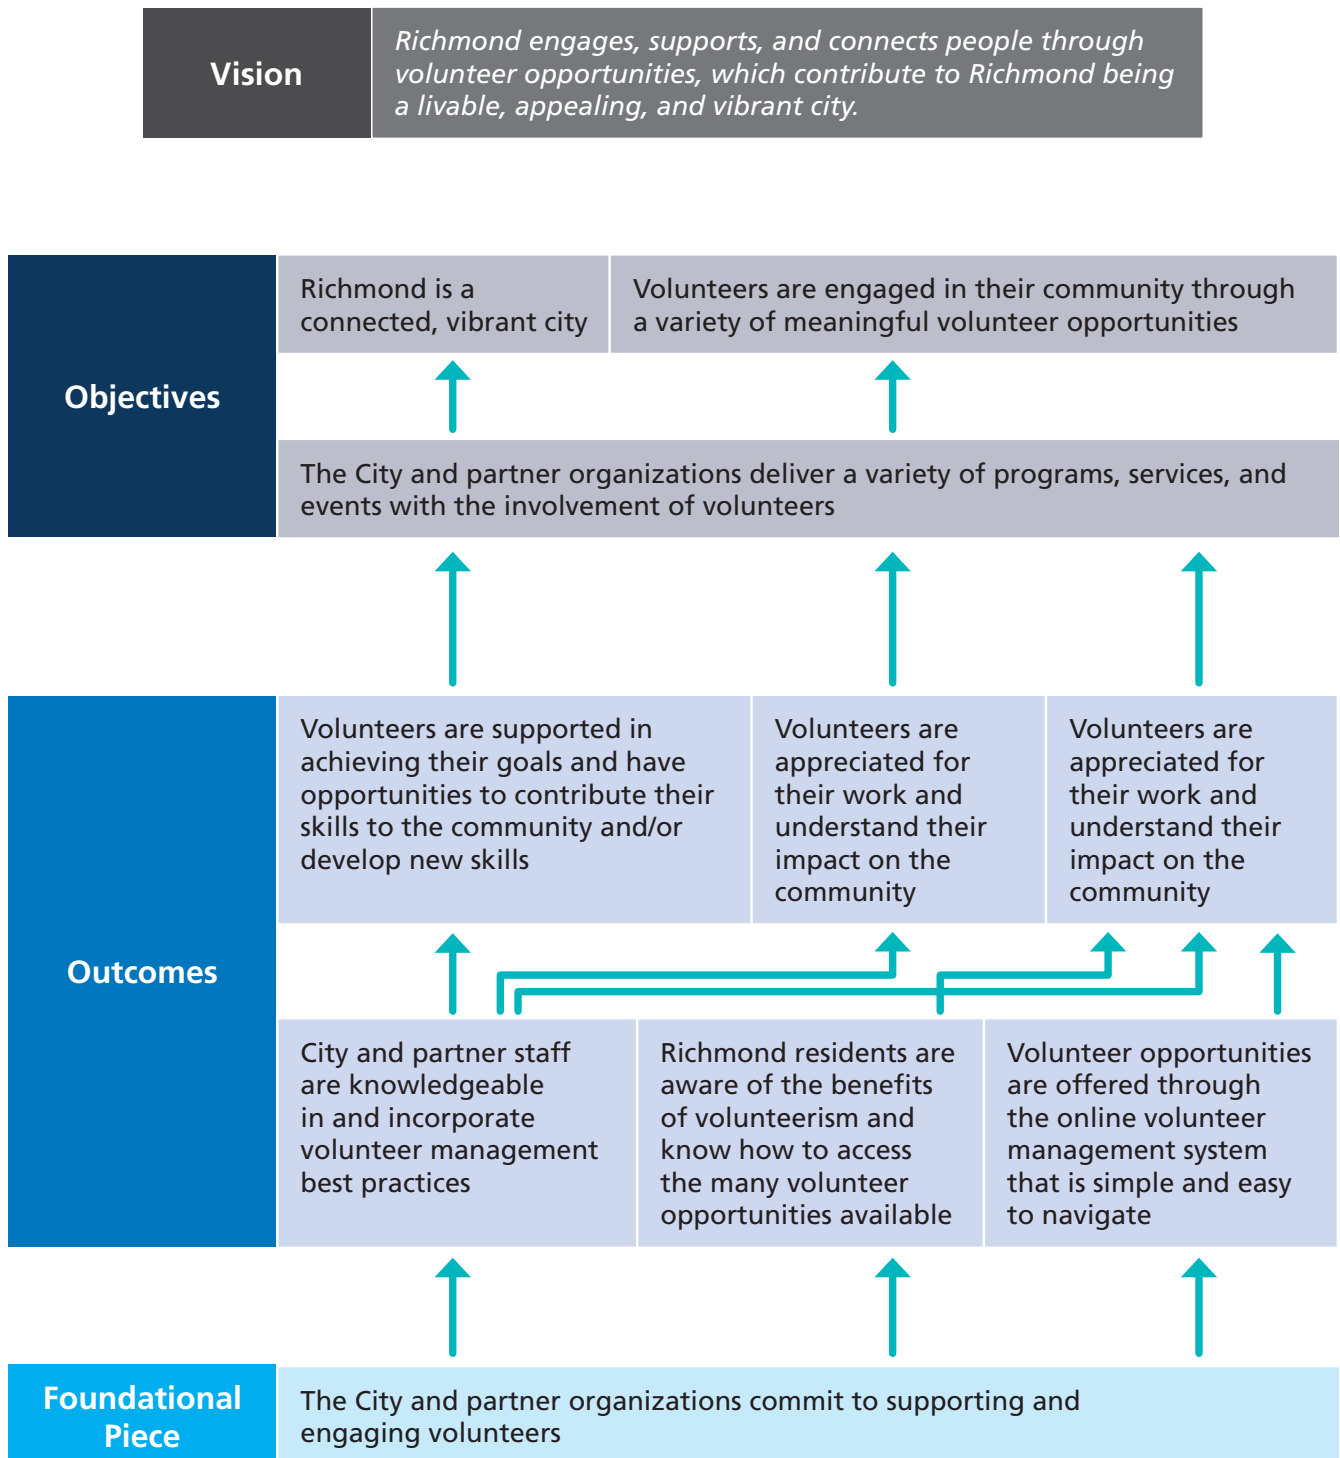 Vision
Richmond engages, supports, and connects people through
volunteer opportunities, which contribute to Richmond being
a livable, appealing, and vibrant city.
Objectives
Richmond is a
connected, vibrant city
Volunteers are engaged in their community through
a variety of meaningful volunteer opportunities
The City and partner organizations deliver a variety of programs, services, and
events with the involvement of volunteers
Outcomes
Volunteers are supported in
achieving their goals and have
opportunities to contribute their
skills to the community and/or
develop new skills
Volunteers are
appreciated for
their work and
understand their
impact on the
community
Volunteers are
appreciated for
their work and
understand their
impact on the
community
City and partner staff
are knowledgeable
in and incorporate
volunteer management
best practices
Richmond residents are
aware of the benefits
of volunteerism and
know how to access
the many volunteer
opportunities available
Volunteer opportunities
are offered through
the online volunteer
management system
that is simple and easy
to navigate
Foundational
Piece
The City and partner organizations commit to supporting and
engaging volunteers